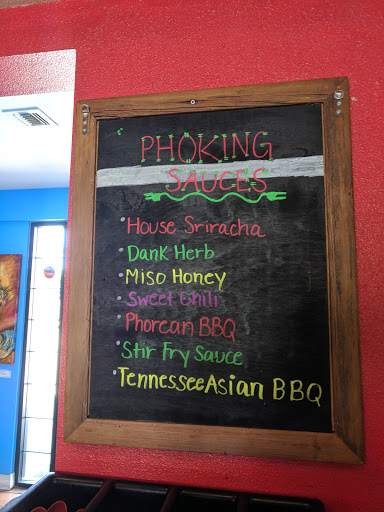 PHOKING
SAUCES
• House Sriracha
• Dank Herb
• Miso Honey
• Sweet Chili
• Phorean BBQ
• Stir Fry Sauce
• TennesseeAsian BBQ